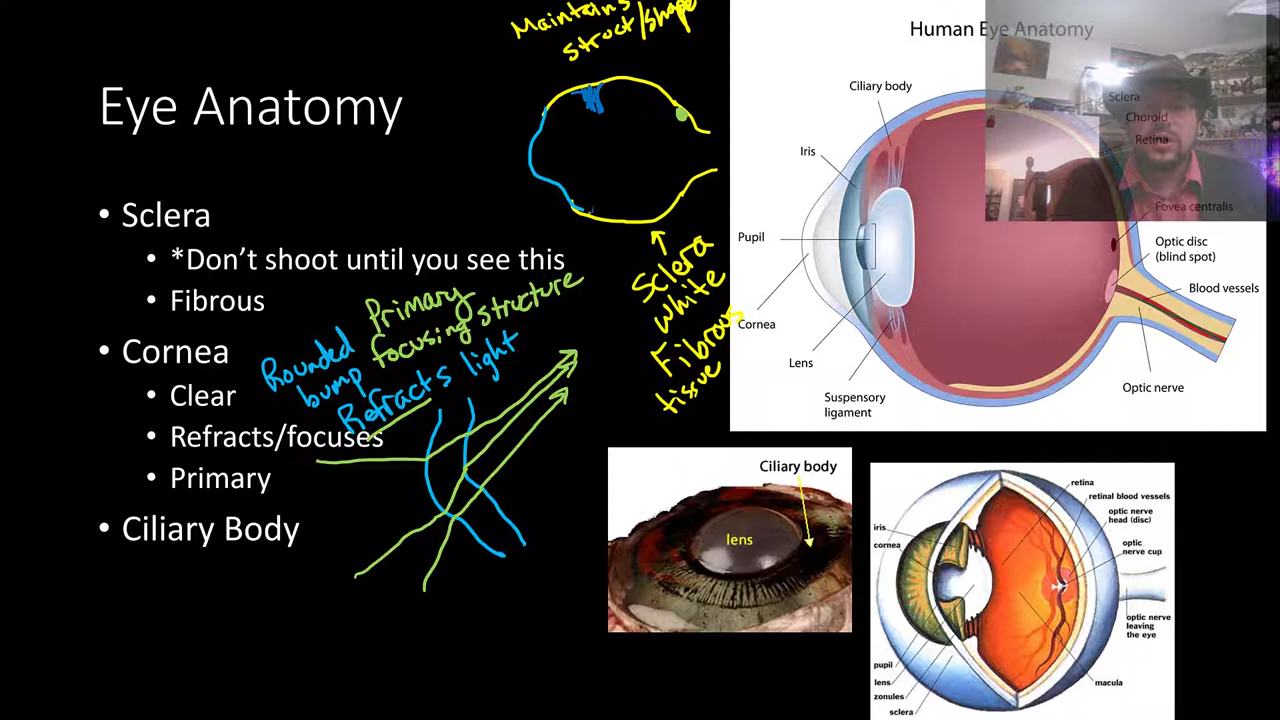 Eye Anatomy
• Sclera
• *Don't shoot until you see this
• Fibrous
• Cornea
• Clear
• Refracts/focuses
• Primary
• Ciliary Body
Maintains
struct/shape
Sclera
white
Fibrous
tissue
Primary
focusing structure
Rounded
bump
Refracts light
Human Eye Anatomy
Ciliary body
Iris
Pupil
Cornea
Lens
Suspensory
ligament
Sclera
Choroid
Retina
Fovea centralis
Optic disc
(blind spot)
Blood vessels
Optic nerve
Ciliary body
lens
iris
cornea
pupil
lens
zonules
sclera
retina
retinal blood vessels
optic nerve
head (disc)
optic
nerve cup
optic nerve
leaving
the eye
macula